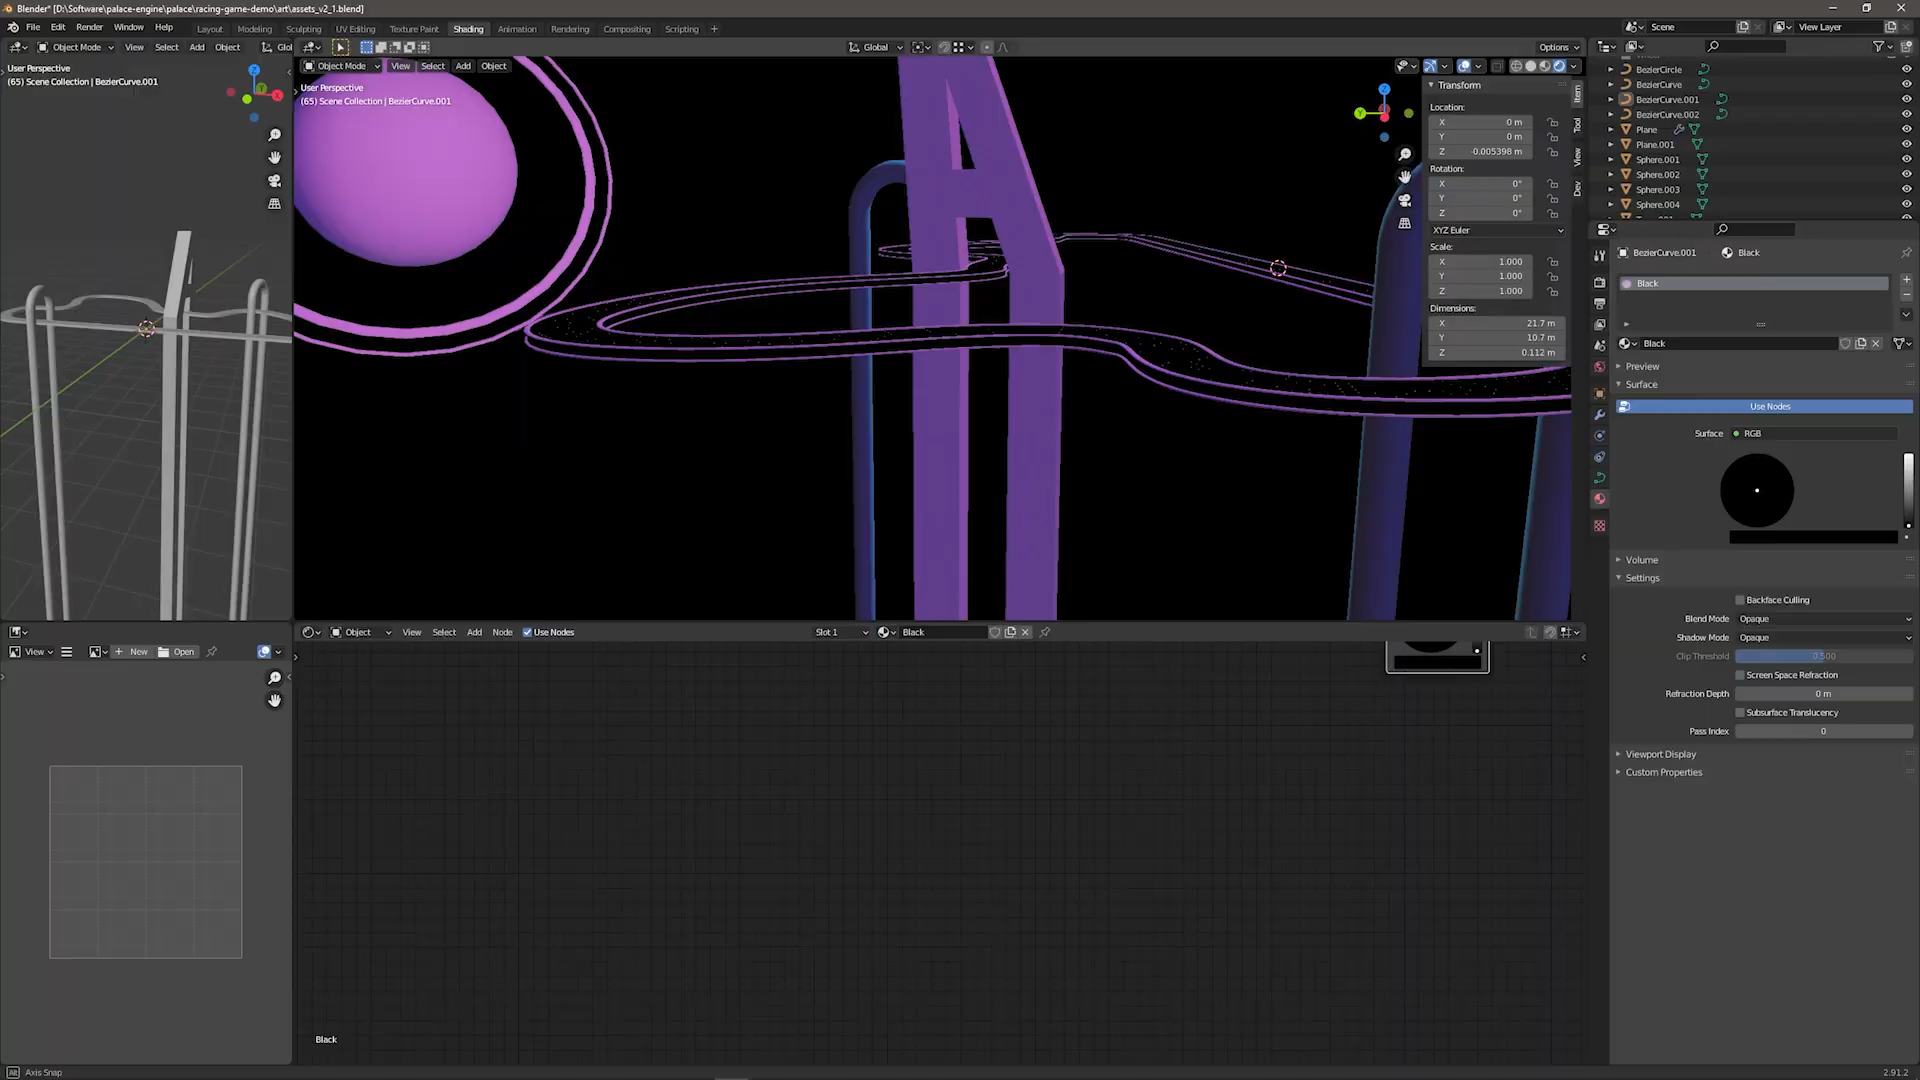 Blender* [D:\Software\palace-engine\palace\racing-game-demo\art\assets_v2_1.blend]
File Edit Render Window Help
Layout Modeling Sculpting UV Editing Texture Paint Shading Animation Rendering Compositing Scripting +
Scene View Layer
Object Mode View Select Add Object Glol
Global Options
Object Mode View Select Add Object
User Perspective
(65) Scene Collection | BezierCurve.001
User Perspective
(65) Scene Collection | BezierCurve.001
Transform
Location:
X 0 m
Y 0 m
Z -0.005398 m
Rotation:
X 0°
Y 0°
Z 0°
XYZ Euler
Scale:
X 1.000
Y 1.000
Z 1.000
Dimensions:
X 21.7 m
Y 10.7 m
Z 0.112 m
Item
Tool
View
Dev
BezierCircle
BezierCurve
BezierCurve.001
BezierCurve.002
Plane
Plane.001
Sphere.001
Sphere.002
Sphere.003
Sphere.004
BezierCurve.001 Black
Black
Black
Preview
Surface
Use Nodes
Surface RGB
Volume
Settings
Backface Culling
Blend Mode Opaque
Shadow Mode Opaque
Clip Threshold 0.500
Screen Space Refraction
Refraction Depth 0 m
Subsurface Translucency
Pass Index 0
Viewport Display
Custom Properties
Object View Select Add Node Use Nodes Slot 1 Black
View New Open
Black
Alt Axis Snap
2.91.2